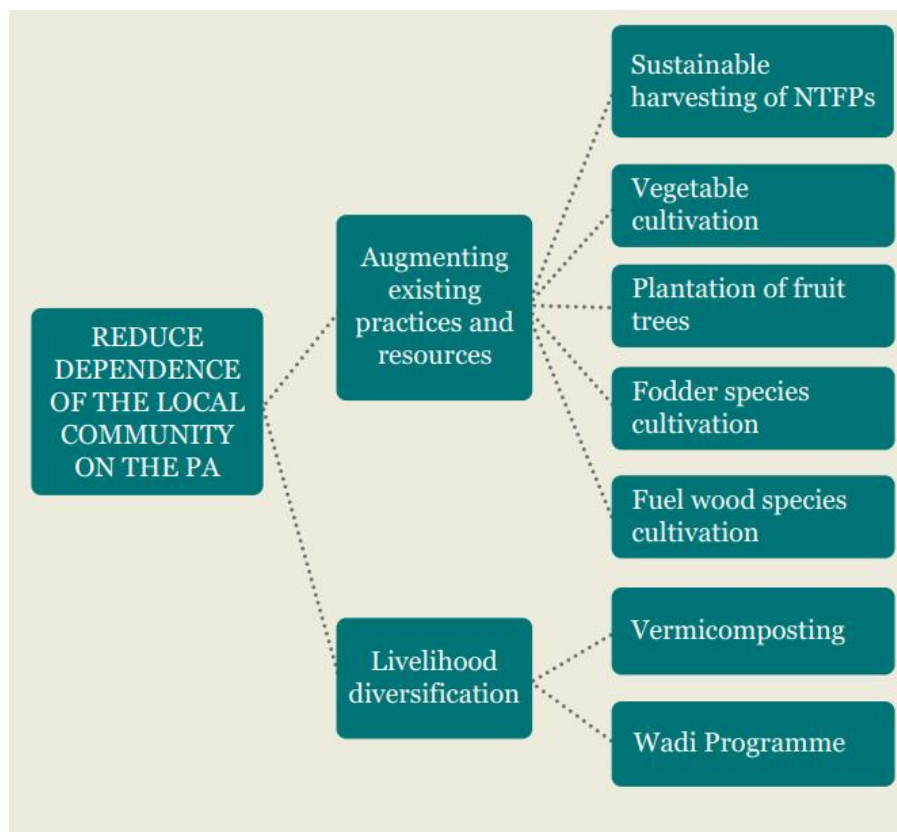 REDUCE
DEPENDENCE
OF THE LOCAL
COMMUNITY
ON THE PA
Augmenting
existing
practices and
resources
Sustainable
harvesting of NTFPs
Vegetable
cultivation
Plantation of fruit
trees
Fodder species
cultivation
Fuel wood species
cultivation
Livelihood
diversification
Vermicomposting
Wadi Programme